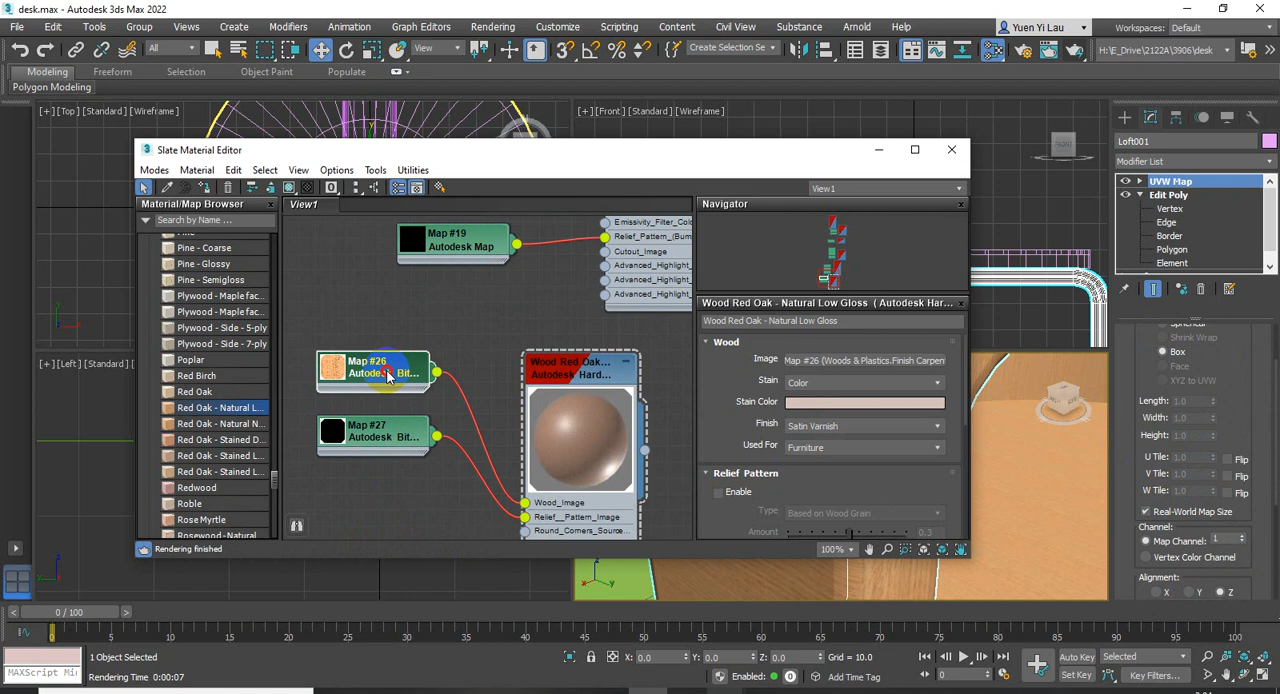 desk.max - Autodesk 3ds Max 2022
File Edit Tools Group Views Create Modifiers Animation Graph Editors Rendering Customize Scripting Content Civil View Substance Arnold Help Yuen Yi Lau Workspaces: Default
All View Create Selection Se H:\E_Drive\2122A\3906\desk
Modeling Freeform Selection Object Paint Populate
Polygon Modeling
[+] [Top] [Standard] [Wireframe] [+] [Front] [Standard] [Wireframe]
[+] [Left] [Standard] [Wireframe]
FRONT
Slate Material Editor
Modes Material Edit Select View Options Tools Utilities
View1
Material/Map Browser
Search by Name ...
Pine - Coarse
Pine - Glossy
Pine - Semigloss
Plywood - Maple fac...
Plywood - Maple fac...
Plywood - Side - 5-ply
Plywood - Side - 7-ply
Poplar
Red Birch
Red Oak
Red Oak - Natural L...
Red Oak - Natural N...
Red Oak - Stained D...
Red Oak - Stained L...
Red Oak - Stained L...
Redwood
Roble
Rose Myrtle
Rosewood - Natural
Rendering finished
View1
Map #19
Autodesk Map
Emissivity_Filter_Colo
Relief_Pattern_(Bum
Cutout_Image
Advanced_Highlight_
Advanced_Highlight_
Advanced_Highlight_
Map #26
Autodesk Bit...
Map #27
Autodesk Bit...
Wood Red Oak...
Autodesk Hard...
Wood_Image
Relief__Pattern_Image
Round_Corners_Source...
Navigator
Wood Red Oak - Natural Low Gloss ( Autodesk Har...
Wood Red Oak - Natural Low Gloss
Wood
Image Map #26 (Woods & Plastics.Finish Carpen
Stain Color
Stain Color
Finish Satin Varnish
Used For Furniture
Relief Pattern
Enable
Type Based on Wood Grain
Amount 0.3
100%
Loft001
Modifier List
UVW Map
Edit Poly
Vertex
Edge
Border
Polygon
Element
Spherical
Shrink Wrap
Box
Face
XYZ to UVW
Length: 1.0
Width: 1.0
Height: 1.0
U Tile: 1.0 Flip
V Tile: 1.0 Flip
W Tile: 1.0 Flip
Real-World Map Size
Channel:
Map Channel: 1
Vertex Color Channel
Alignment:
X Y Z
0 / 100
0 5 10 15 20 25 30 35 40 45 50 55 60 65 70 75 80 85 90 95 100
1 Object Selected X: 0.0 Y: 0.0 Z: 0.0 Grid = 10.0 Auto Key Selected
MAXScript Mi Rendering Time 0:00:07 Enabled: 0 Add Time Tag 0 Set Key Key Filters...